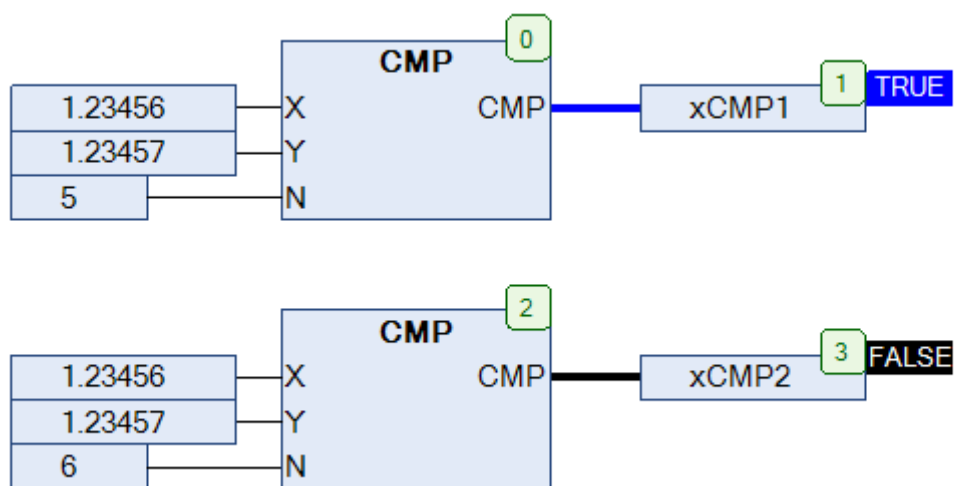 0
CMP
1 TRUE
1.23456 X CMP xCMP1
1.23457 Y
5 N
2
CMP
3 FALSE
1.23456 X CMP xCMP2
1.23457 Y
6 N